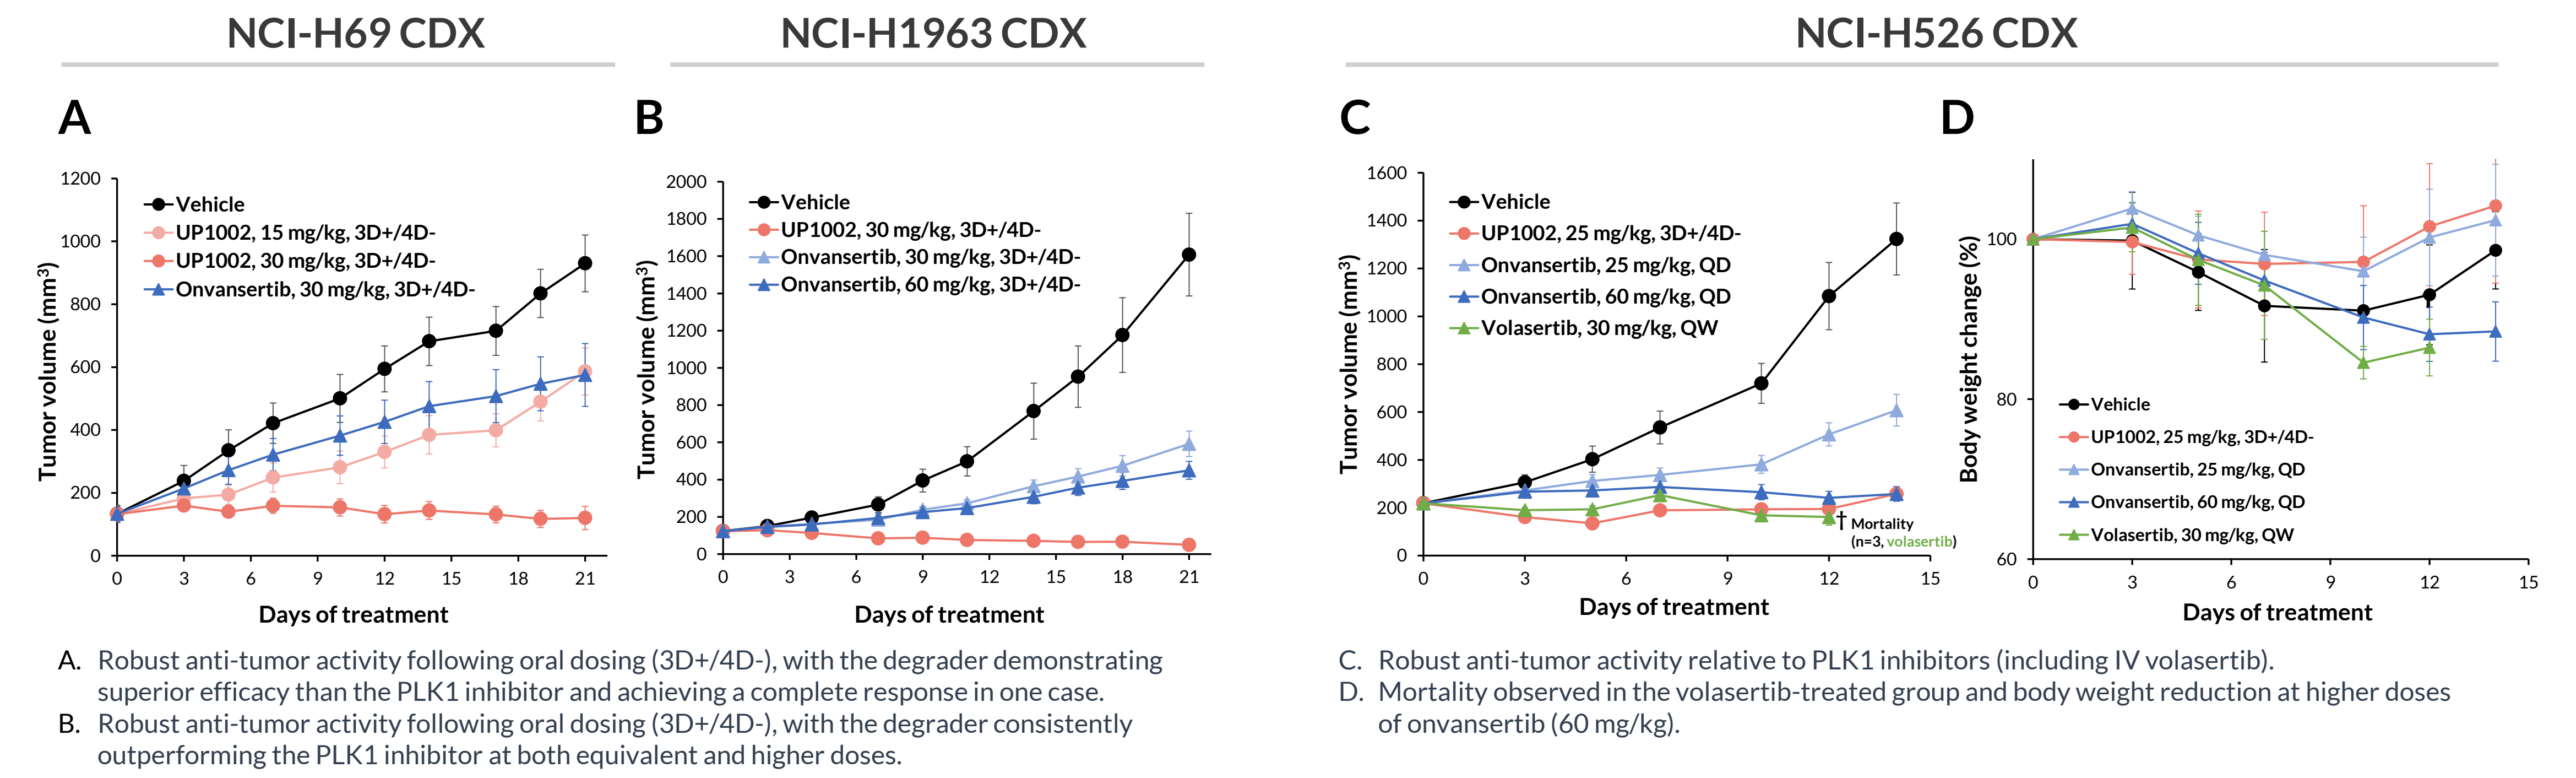 NCI-H69 CDX
NCI-H1963 CDX
NCI-H526 CDX
A
Tumor volume (mm³)
1200
1000
800
600
400
200
0
Vehicle
UP1002, 15 mg/kg, 3D+/4D-
UP1002, 30 mg/kg, 3D+/4D-
Onvansertib, 30 mg/kg, 3D+/4D-
0 3 6 9 12 15 18 21
Days of treatment
B
Tumor volume (mm³)
2000
1800
1600
1400
1200
1000
800
600
400
200
0
Vehicle
UP1002, 30 mg/kg, 3D+/4D-
Onvansertib, 30 mg/kg, 3D+/4D-
Onvansertib, 60 mg/kg, 3D+/4D-
0 3 6 9 12 15 18 21
Days of treatment
C
Tumor volume (mm³)
1600
1400
1200
1000
800
600
400
200
0
Vehicle
UP1002, 25 mg/kg, 3D+/4D-
Onvansertib, 25 mg/kg, QD
Onvansertib, 60 mg/kg, QD
Volasertib, 30 mg/kg, QW
† Mortality
(n=3, volasertib)
0 3 6 9 12 15
Days of treatment
D
Body weight change (%)
100
80
60
Vehicle
UP1002, 25 mg/kg, 3D+/4D-
Onvansertib, 25 mg/kg, QD
Onvansertib, 60 mg/kg, QD
Volasertib, 30 mg/kg, QW
0 3 6 9 12 15
Days of treatment
A. Robust anti-tumor activity following oral dosing (3D+/4D-), with the degrader demonstrating
superior efficacy than the PLK1 inhibitor and achieving a complete response in one case.
B. Robust anti-tumor activity following oral dosing (3D+/4D-), with the degrader consistently
outperforming the PLK1 inhibitor at both equivalent and higher doses.
C. Robust anti-tumor activity relative to PLK1 inhibitors (including IV volasertib).
D. Mortality observed in the volasertib-treated group and body weight reduction at higher doses
of onvansertib (60 mg/kg).